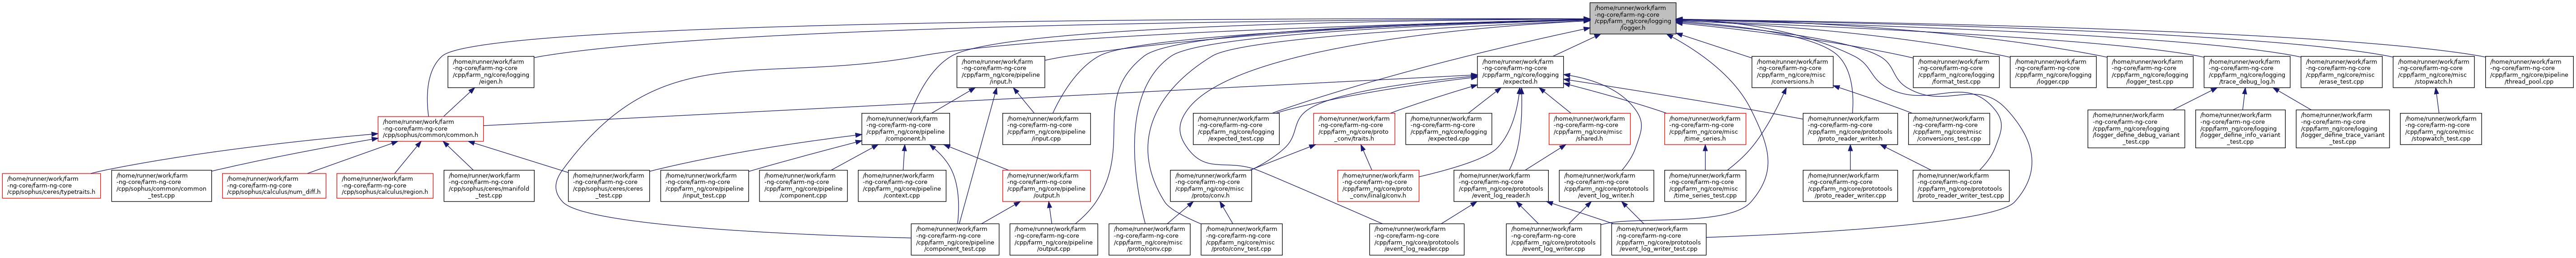 /home/runner/work/farm
-ng-core/farm-ng-core
/cpp/farm_ng/core/logging
/logger.h
/home/runner/work/farm
-ng-core/farm-ng-core
/cpp/farm_ng/core/logging
/eigen.h
/home/runner/work/farm
-ng-core/farm-ng-core
/cpp/farm_ng/core/pipeline
/input.h
/home/runner/work/farm
-ng-core/farm-ng-core
/cpp/farm_ng/core/logging
/expected.h
/home/runner/work/farm
-ng-core/farm-ng-core
/cpp/farm_ng/core/misc
/conversions.h
/home/runner/work/farm
-ng-core/farm-ng-core
/cpp/farm_ng/core/logging
/format_test.cpp
/home/runner/work/farm
-ng-core/farm-ng-core
/cpp/farm_ng/core/logging
/logger.cpp
/home/runner/work/farm
-ng-core/farm-ng-core
/cpp/farm_ng/core/logging
/logger_test.cpp
/home/runner/work/farm
-ng-core/farm-ng-core
/cpp/farm_ng/core/logging
/trace_debug_log.h
/home/runner/work/farm
-ng-core/farm-ng-core
/cpp/farm_ng/core/misc
/erase_test.cpp
/home/runner/work/farm
-ng-core/farm-ng-core
/cpp/farm_ng/core/misc
/stopwatch.h
/home/runner/work/farm
-ng-core/farm-ng-core
/cpp/farm_ng/core/pipeline
/thread_pool.cpp
/home/runner/work/farm
-ng-core/farm-ng-core
/cpp/sophus/common/common.h
/home/runner/work/farm
-ng-core/farm-ng-core
/cpp/farm_ng/core/pipeline
/component.h
/home/runner/work/farm
-ng-core/farm-ng-core
/cpp/farm_ng/core/pipeline
/input.cpp
/home/runner/work/farm
-ng-core/farm-ng-core
/cpp/farm_ng/core/logging
/expected_test.cpp
/home/runner/work/farm
-ng-core/farm-ng-core
/cpp/farm_ng/core/proto
_conv/traits.h
/home/runner/work/farm
-ng-core/farm-ng-core
/cpp/farm_ng/core/logging
/expected.cpp
/home/runner/work/farm
-ng-core/farm-ng-core
/cpp/farm_ng/core/misc
/shared.h
/home/runner/work/farm
-ng-core/farm-ng-core
/cpp/farm_ng/core/misc
/time_series.h
/home/runner/work/farm
-ng-core/farm-ng-core
/cpp/farm_ng/core/prototools
/proto_reader_writer.h
/home/runner/work/farm
-ng-core/farm-ng-core
/cpp/farm_ng/core/misc
/conversions_test.cpp
/home/runner/work/farm
-ng-core/farm-ng-core
/cpp/farm_ng/core/logging
/logger_define_debug_variant
_test.cpp
/home/runner/work/farm
-ng-core/farm-ng-core
/cpp/farm_ng/core/logging
/logger_define_info_variant
_test.cpp
/home/runner/work/farm
-ng-core/farm-ng-core
/cpp/farm_ng/core/logging
/logger_define_trace_variant
_test.cpp
/home/runner/work/farm
-ng-core/farm-ng-core
/cpp/farm_ng/core/misc
/stopwatch_test.cpp
/home/runner/work/farm
-ng-core/farm-ng-core
/cpp/sophus/ceres/typetraits.h
/home/runner/work/farm
-ng-core/farm-ng-core
/cpp/sophus/common/common
_test.cpp
/home/runner/work/farm
-ng-core/farm-ng-core
/cpp/sophus/calculus/num_diff.h
/home/runner/work/farm
-ng-core/farm-ng-core
/cpp/sophus/calculus/region.h
/home/runner/work/farm
-ng-core/farm-ng-core
/cpp/sophus/ceres/manifold
_test.cpp
/home/runner/work/farm
-ng-core/farm-ng-core
/cpp/sophus/ceres/ceres
_test.cpp
/home/runner/work/farm
-ng-core/farm-ng-core
/cpp/farm_ng/core/pipeline
/input_test.cpp
/home/runner/work/farm
-ng-core/farm-ng-core
/cpp/farm_ng/core/pipeline
/component.cpp
/home/runner/work/farm
-ng-core/farm-ng-core
/cpp/farm_ng/core/pipeline
/context.cpp
/home/runner/work/farm
-ng-core/farm-ng-core
/cpp/farm_ng/core/pipeline
/output.h
/home/runner/work/farm
-ng-core/farm-ng-core
/cpp/farm_ng/core/misc
/proto/conv.h
/home/runner/work/farm
-ng-core/farm-ng-core
/cpp/farm_ng/core/proto
_conv/linalg/conv.h
/home/runner/work/farm
-ng-core/farm-ng-core
/cpp/farm_ng/core/prototools
/event_log_reader.h
/home/runner/work/farm
-ng-core/farm-ng-core
/cpp/farm_ng/core/prototools
/event_log_writer.h
/home/runner/work/farm
-ng-core/farm-ng-core
/cpp/farm_ng/core/misc
/time_series_test.cpp
/home/runner/work/farm
-ng-core/farm-ng-core
/cpp/farm_ng/core/prototools
/proto_reader_writer.cpp
/home/runner/work/farm
-ng-core/farm-ng-core
/cpp/farm_ng/core/prototools
/proto_reader_writer_test.cpp
/home/runner/work/farm
-ng-core/farm-ng-core
/cpp/farm_ng/core/pipeline
/component_test.cpp
/home/runner/work/farm
-ng-core/farm-ng-core
/cpp/farm_ng/core/pipeline
/output.cpp
/home/runner/work/farm
-ng-core/farm-ng-core
/cpp/farm_ng/core/misc
/proto/conv.cpp
/home/runner/work/farm
-ng-core/farm-ng-core
/cpp/farm_ng/core/misc
/proto/conv_test.cpp
/home/runner/work/farm
-ng-core/farm-ng-core
/cpp/farm_ng/core/prototools
/event_log_reader.cpp
/home/runner/work/farm
-ng-core/farm-ng-core
/cpp/farm_ng/core/prototools
/event_log_writer.cpp
/home/runner/work/farm
-ng-core/farm-ng-core
/cpp/farm_ng/core/prototools
/event_log_writer_test.cpp